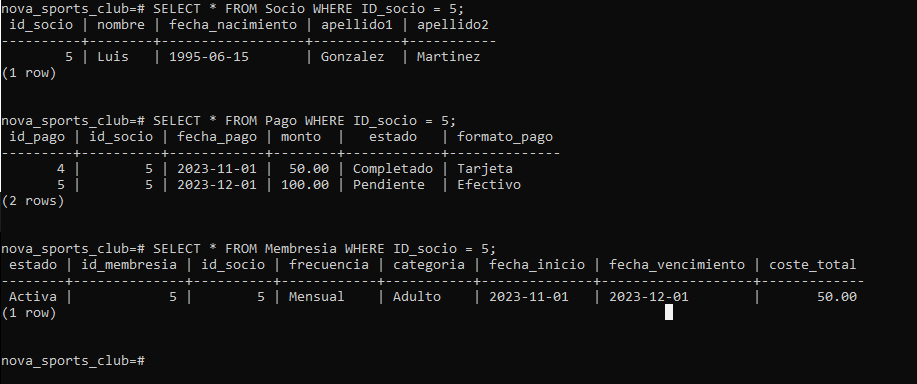 nova_sports_club=# SELECT * FROM Socio WHERE ID_socio = 5;
 id_socio | nombre | fecha_nacimiento | apellido1 | apellido2
----------+--------+------------------+-----------+-----------
        5 | Luis   | 1995-06-15       | Gonzalez  | Martinez
(1 row)
nova_sports_club=# SELECT * FROM Pago WHERE ID_socio = 5;
 id_pago | id_socio | fecha_pago | monto  |   estado   | formato_pago
---------+----------+------------+--------+------------+--------------
       4 |        5 | 2023-11-01 |  50.00 | Completado | Tarjeta
       5 |        5 | 2023-12-01 | 100.00 | Pendiente  | Efectivo
(2 rows)
nova_sports_club=# SELECT * FROM Membresia WHERE ID_socio = 5;
 estado | id_membresia | id_socio | frecuencia | categoria | fecha_inicio | fecha_vencimiento | coste_total
--------+--------------+----------+------------+-----------+--------------+-------------------+-------------
 Activa |            5 |        5 | Mensual    | Adulto    | 2023-11-01   | 2023-12-01        |       50.00
(1 row)
nova_sports_club=#